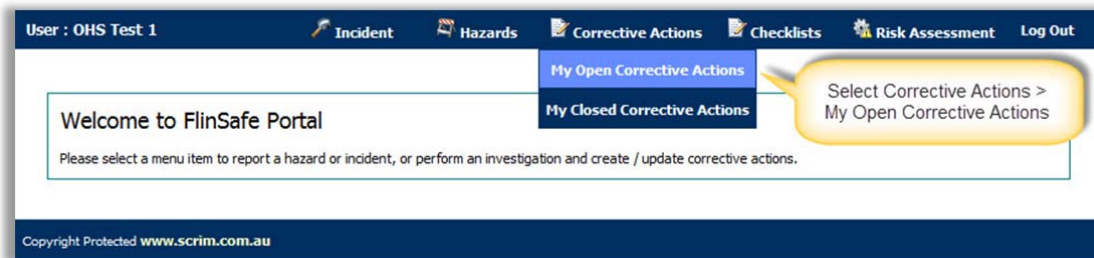 User : OHS Test 1 Incident Hazards Corrective Actions Checklists Risk Assessment Log Out
My Open Corrective Actions
My Closed Corrective Actions
Select Corrective Actions >
My Open Corrective Actions
Welcome to FlinSafe Portal
Please select a menu item to report a hazard or incident, or perform an investigation and create / update corrective actions.
Copyright Protected www.scrim.com.au